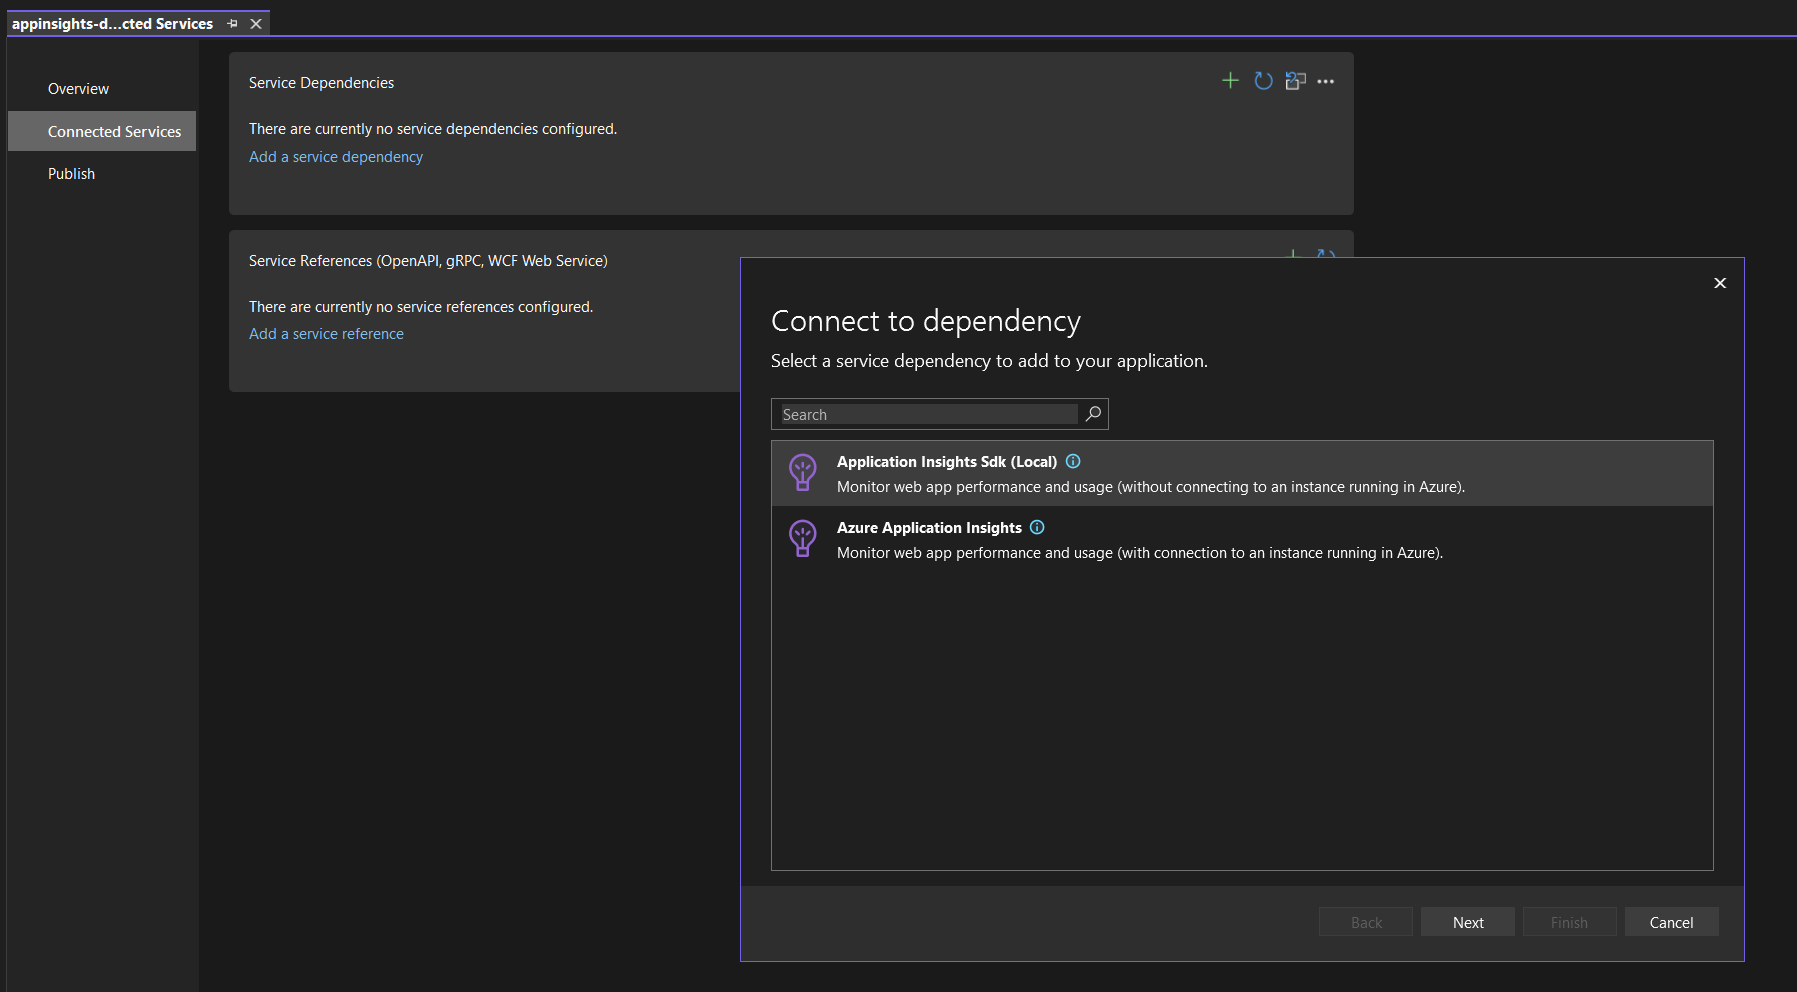 appinsights-d...cted Services
Overview
Connected Services
Publish
Service Dependencies
There are currently no service dependencies configured.
Add a service dependency
Service References (OpenAPI, gRPC, WCF Web Service)
There are currently no service references configured.
Add a service reference
Connect to dependency
Select a service dependency to add to your application.
Search
Application Insights Sdk (Local)
Monitor web app performance and usage (without connecting to an instance running in Azure).
Azure Application Insights
Monitor web app performance and usage (with connection to an instance running in Azure).
Back
Next
Finish
Cancel